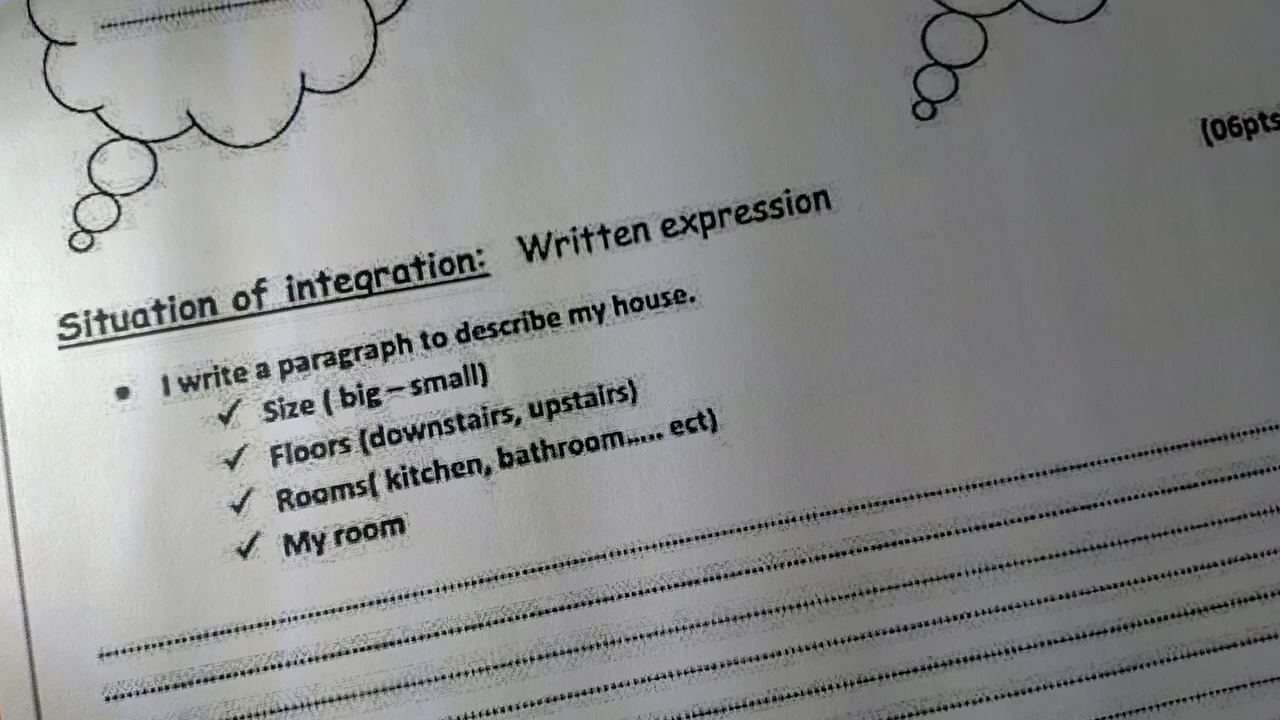 (06pts
Situation of integration: Written expression
• I write a paragraph to describe my house.
✓ Size ( big – small)
✓ Floors (downstairs, upstairs)
✓ Rooms( kitchen, bathroom..... ect)
✓ My room